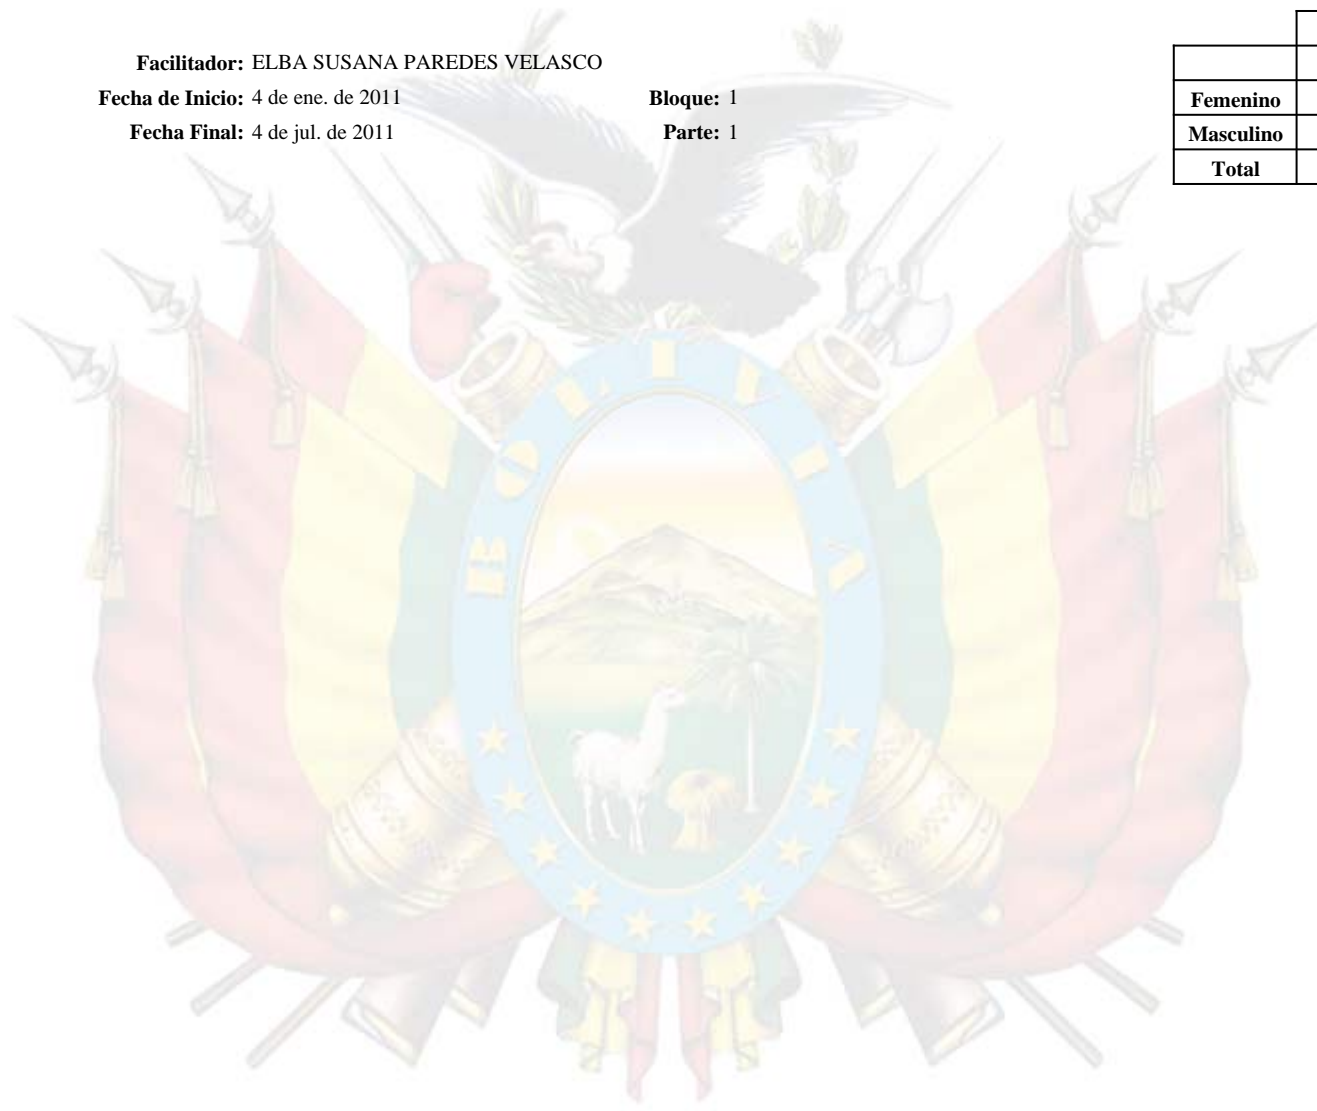 Facilitador: ELBA SUSANA PAREDES VELASCO
Fecha de Inicio: 4 de ene. de 2011 Bloque: 1
Fecha Final: 4 de jul. de 2011 Parte: 1
Femenino
Masculino
Total
BOLIVIA